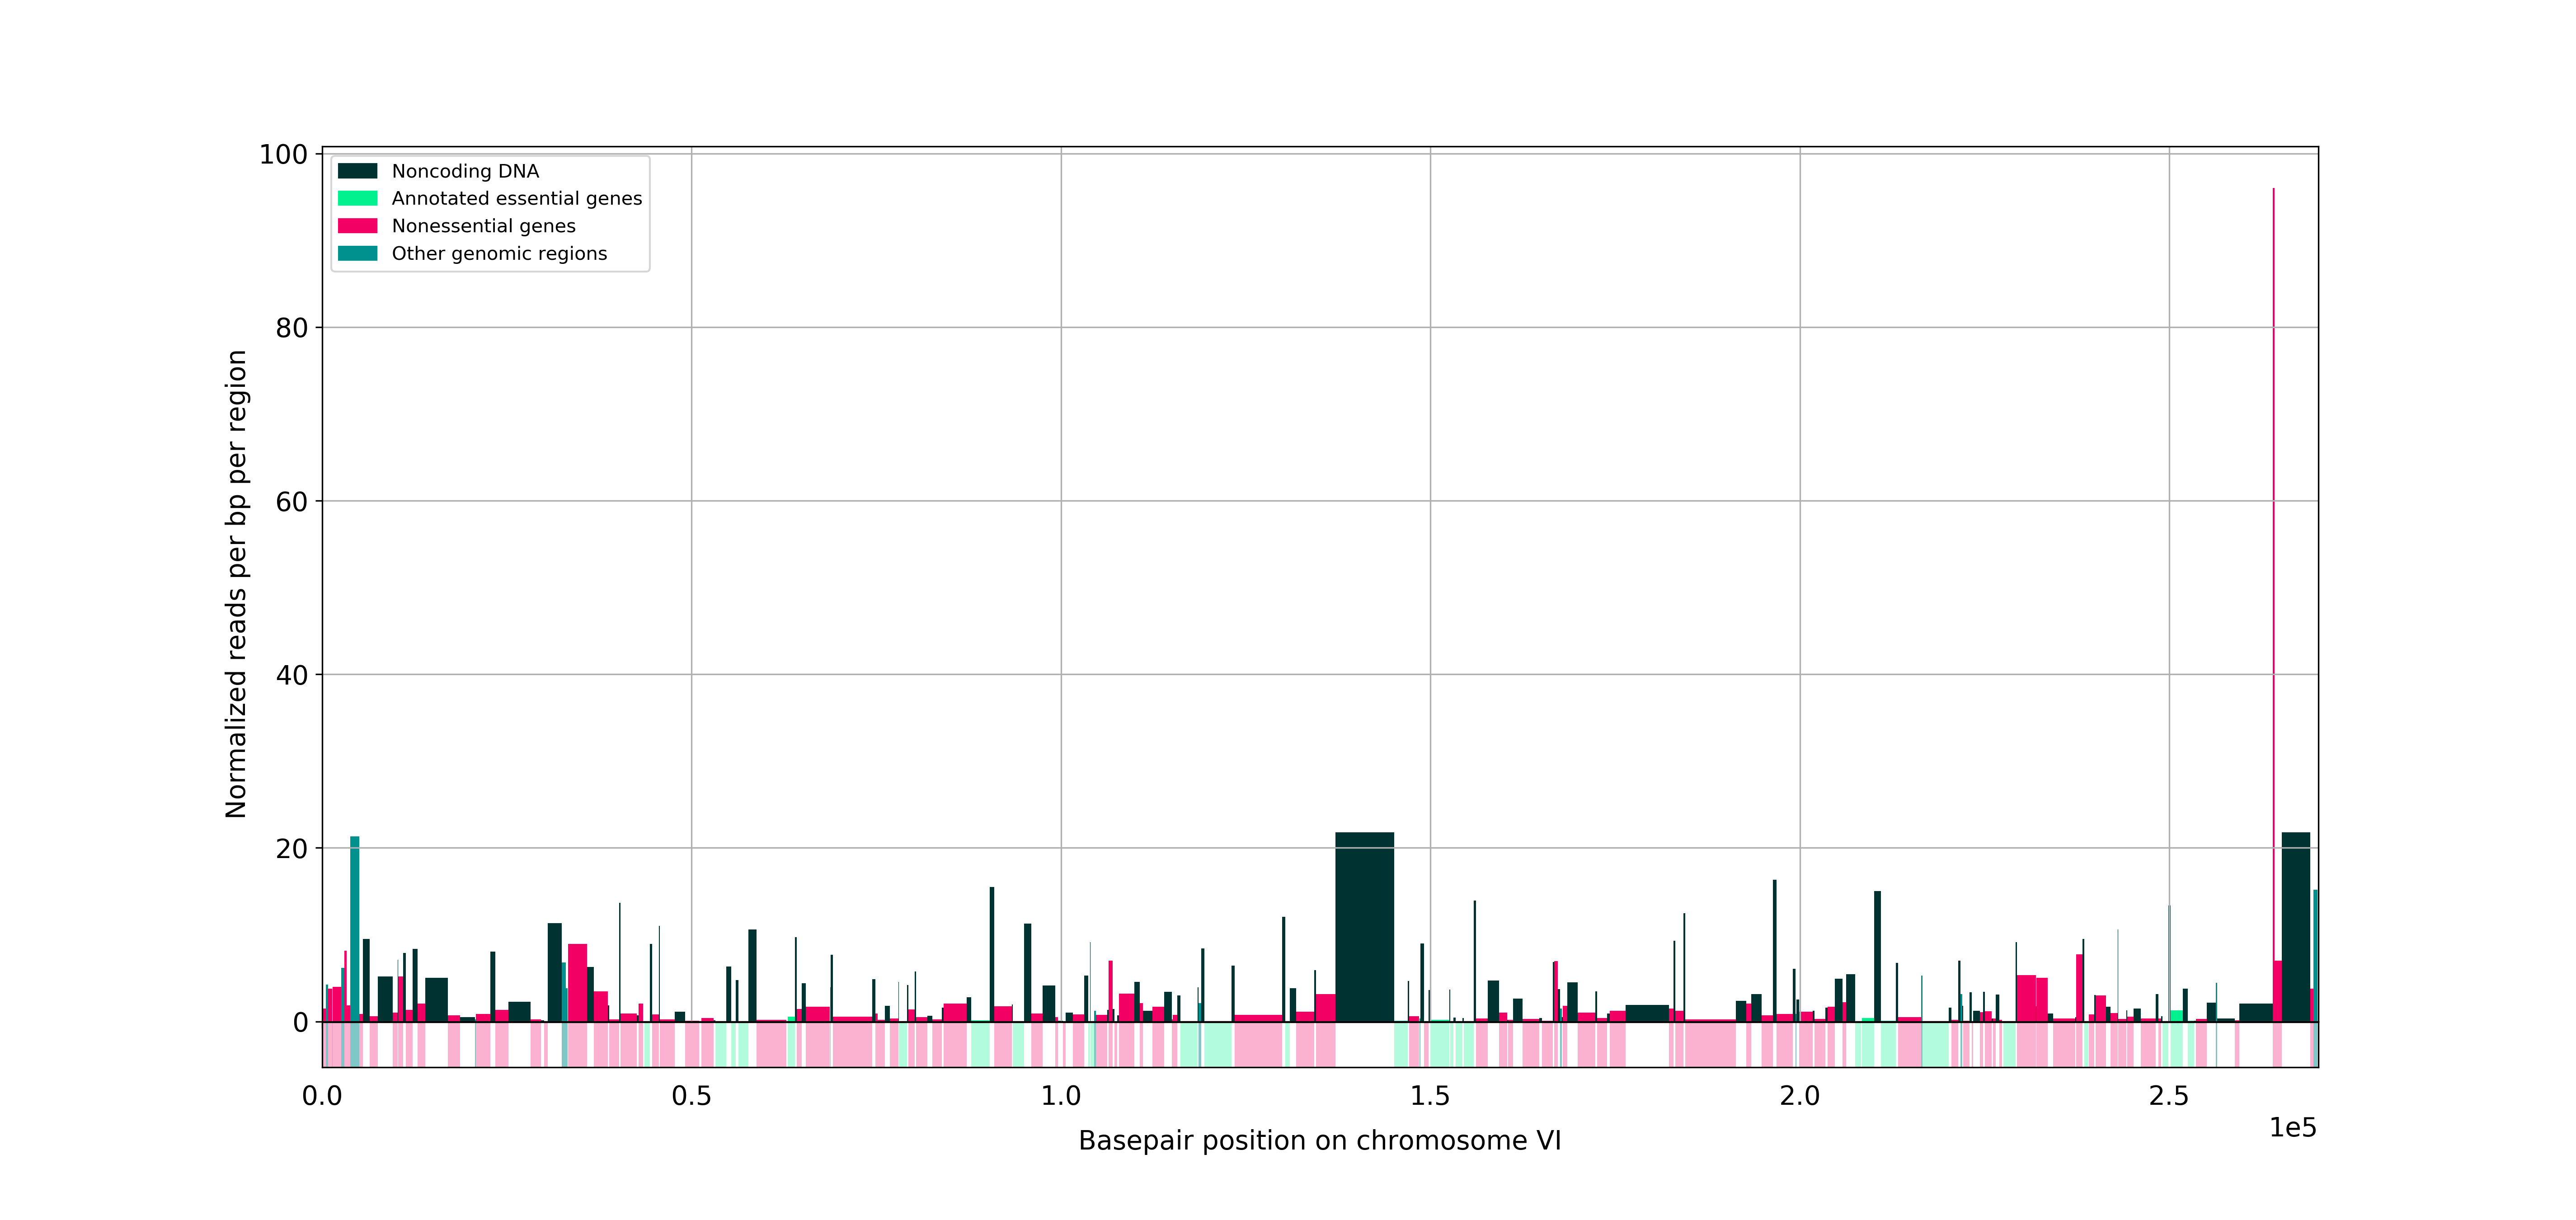 Noncoding DNA
Annotated essential genes
Nonessential genes
Other genomic regions
100
80
60
40
20
0
Normalized reads per bp per region
0.0 0.5 1.0 1.5 2.0 2.5
1e5
Basepair position on chromosome VI